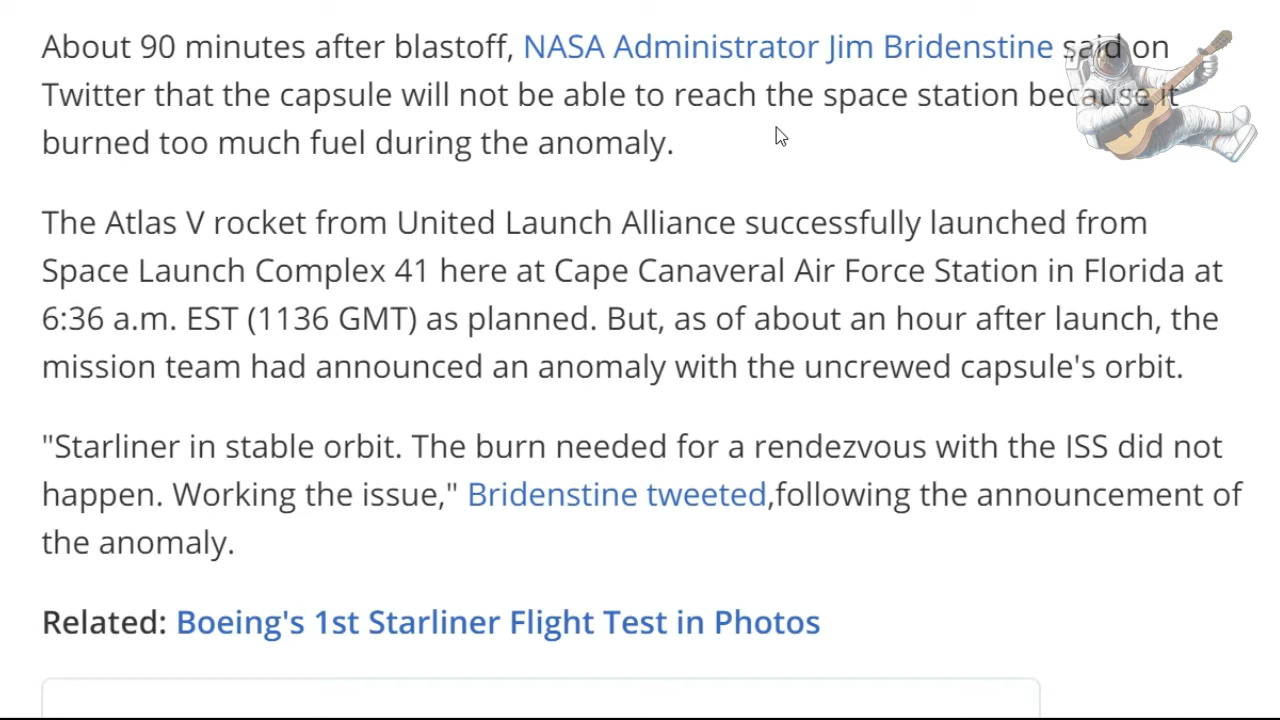 About 90 minutes after blastoff, NASA Administrator Jim Bridenstine said on
Twitter that the capsule will not be able to reach the space station because it
burned too much fuel during the anomaly.
The Atlas V rocket from United Launch Alliance successfully launched from
Space Launch Complex 41 here at Cape Canaveral Air Force Station in Florida at
6:36 a.m. EST (1136 GMT) as planned. But, as of about an hour after launch, the
mission team had announced an anomaly with the uncrewed capsule's orbit.
"Starliner in stable orbit. The burn needed for a rendezvous with the ISS did not
happen. Working the issue," Bridenstine tweeted,following the announcement of
the anomaly.
Related: Boeing's 1st Starliner Flight Test in Photos